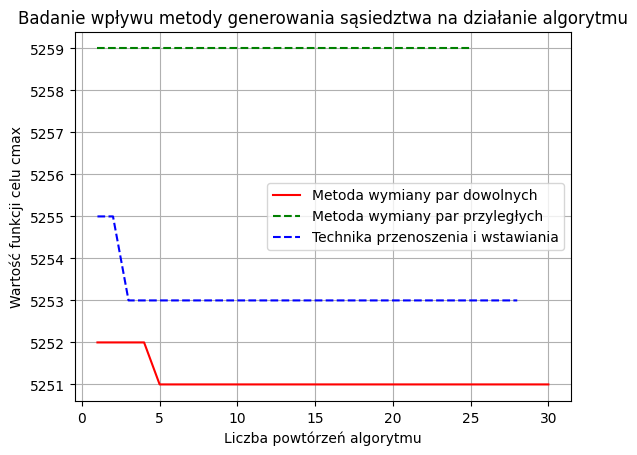 Badanie wpływu metody generowania sąsiedztwa na działanie algorytmu
5259
5258
5257
5256
5255
5254
5253
5252
5251
Wartość funkcji celu cmax
Metoda wymiany par dowolnych
Metoda wymiany par przyległych
Technika przenoszenia i wstawiania
0 5 10 15 20 25 30
Liczba powtórzeń algorytmu